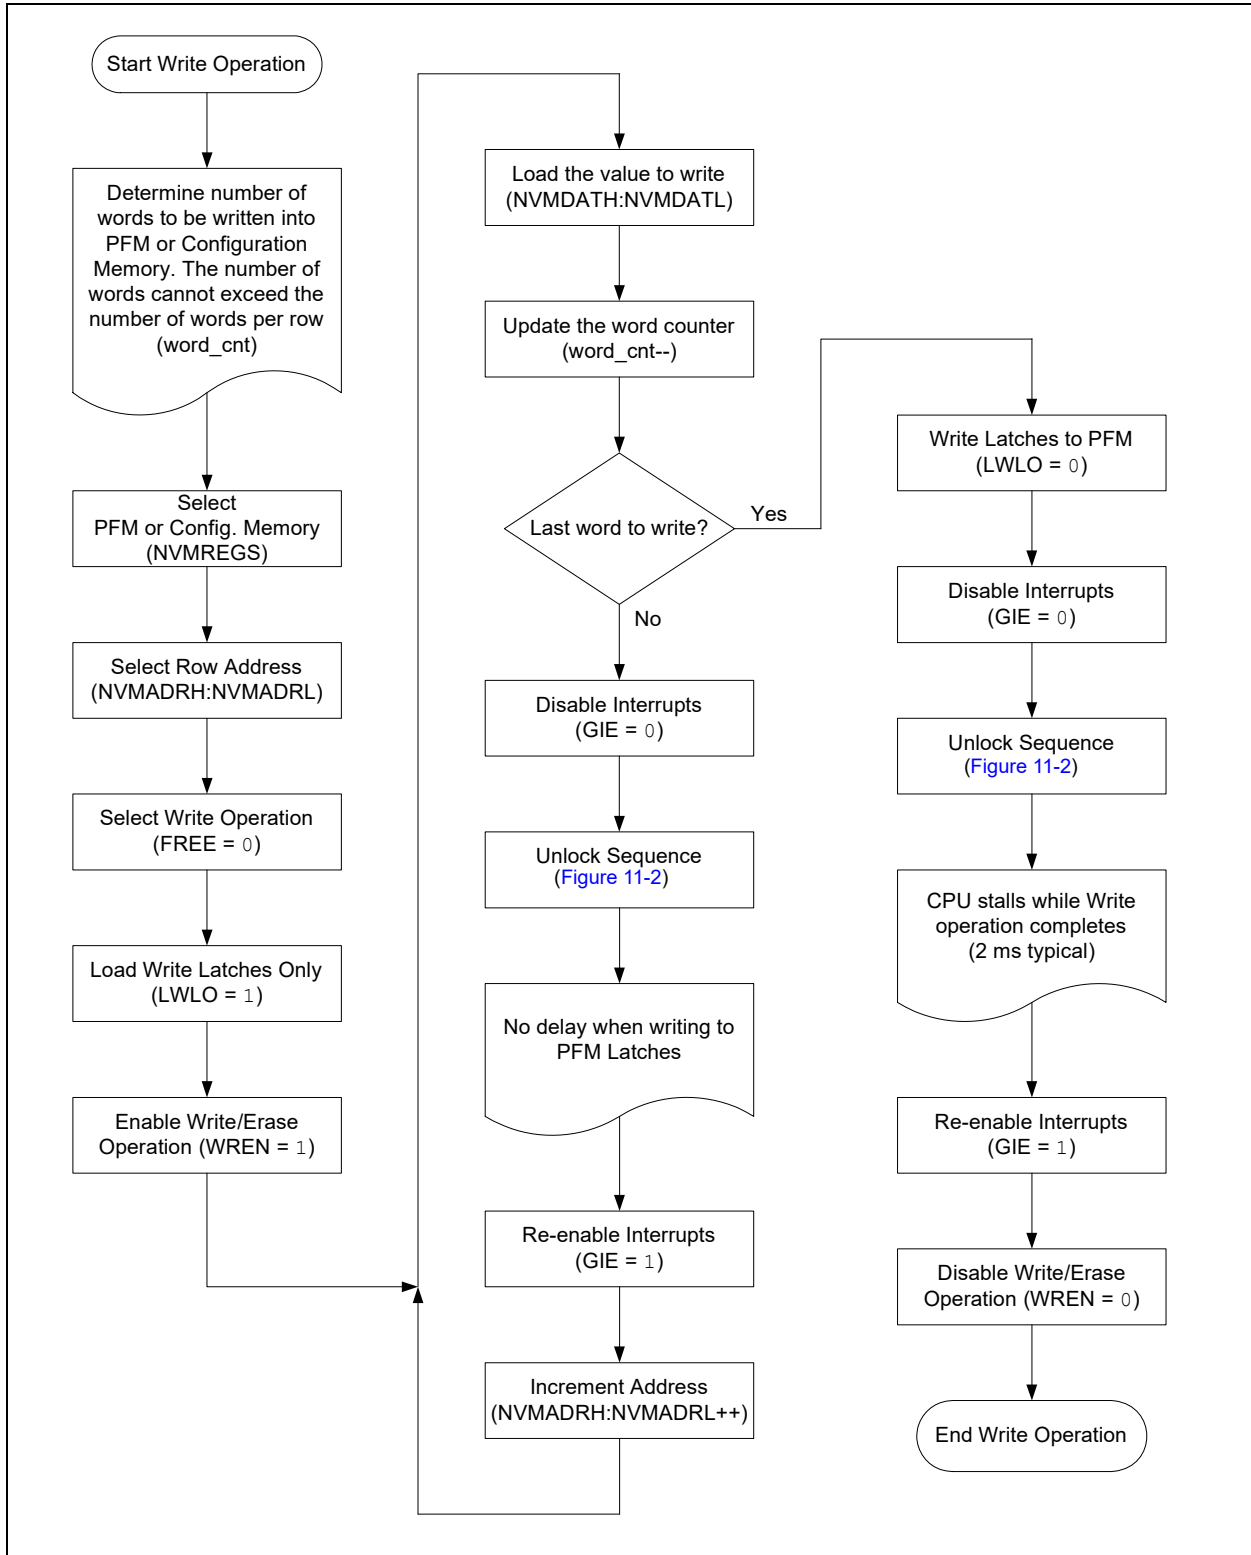 Start Write Operation
Determine number of
words to be written into
PFM or Configuration
Memory. The number of
words cannot exceed the
number of words per row
(word_cnt)
Select
PFM or Config. Memory
(NVMREGS)
Select Row Address
(NVMADRH:NVMADRL)
Select Write Operation
(FREE = 0)
Load Write Latches Only
(LWLO = 1)
Enable Write/Erase
Operation (WREN = 1)
Load the value to write
(NVMDATH:NVMDATL)
Update the word counter
(word_cnt--)
Last word to write?
Yes
No
Disable Interrupts
(GIE = 0)
Unlock Sequence
(Figure 11-2)
No delay when writing to
PFM Latches
Re-enable Interrupts
(GIE = 1)
Increment Address
(NVMADRH:NVMADRL++)
Write Latches to PFM
(LWLO = 0)
Disable Interrupts
(GIE = 0)
Unlock Sequence
(Figure 11-2)
CPU stalls while Write
operation completes
(2 ms typical)
Re-enable Interrupts
(GIE = 1)
Disable Write/Erase
Operation (WREN = 0)
End Write Operation